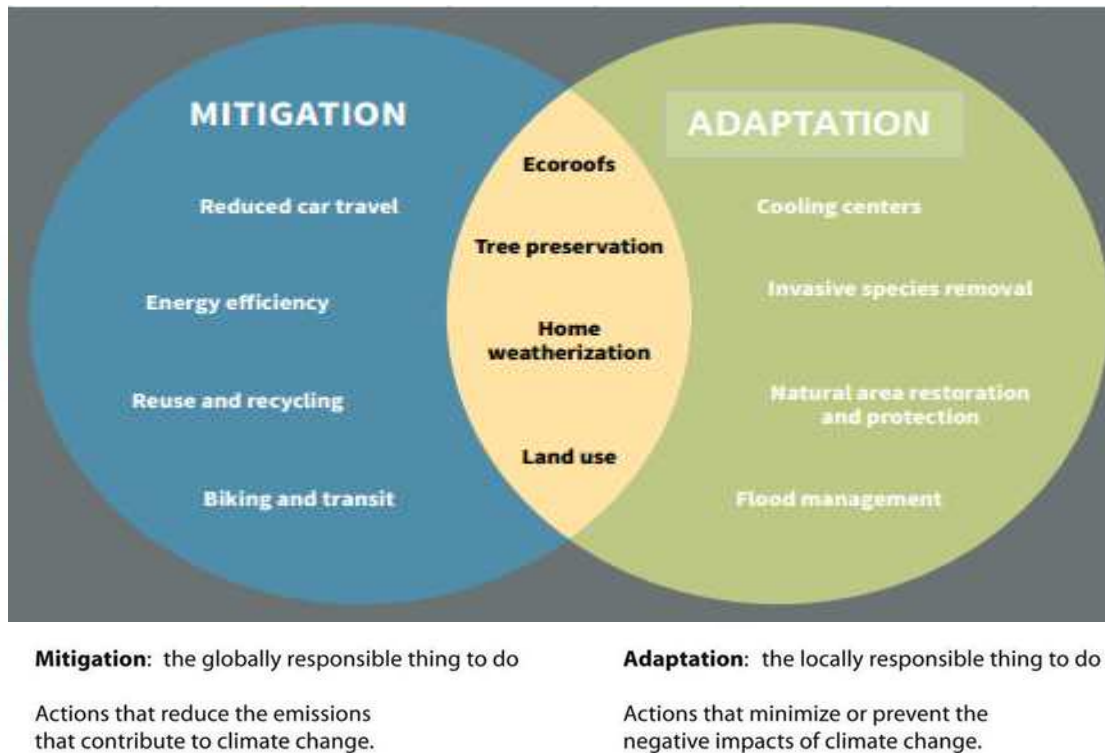 MITIGATION
Reduced car travel
Energy efficiency
Reuse and recycling
Biking and transit
Ecoroofs
Tree preservation
Home
weatherization
Land use
ADAPTATION
Cooling centers
Invasive species removal
Natural area restoration
and protection
Flood management
Mitigation: the globally responsible thing to do
Actions that reduce the emissions
that contribute to climate change.
Adaptation: the locally responsible thing to do
Actions that minimize or prevent the
negative impacts of climate change.